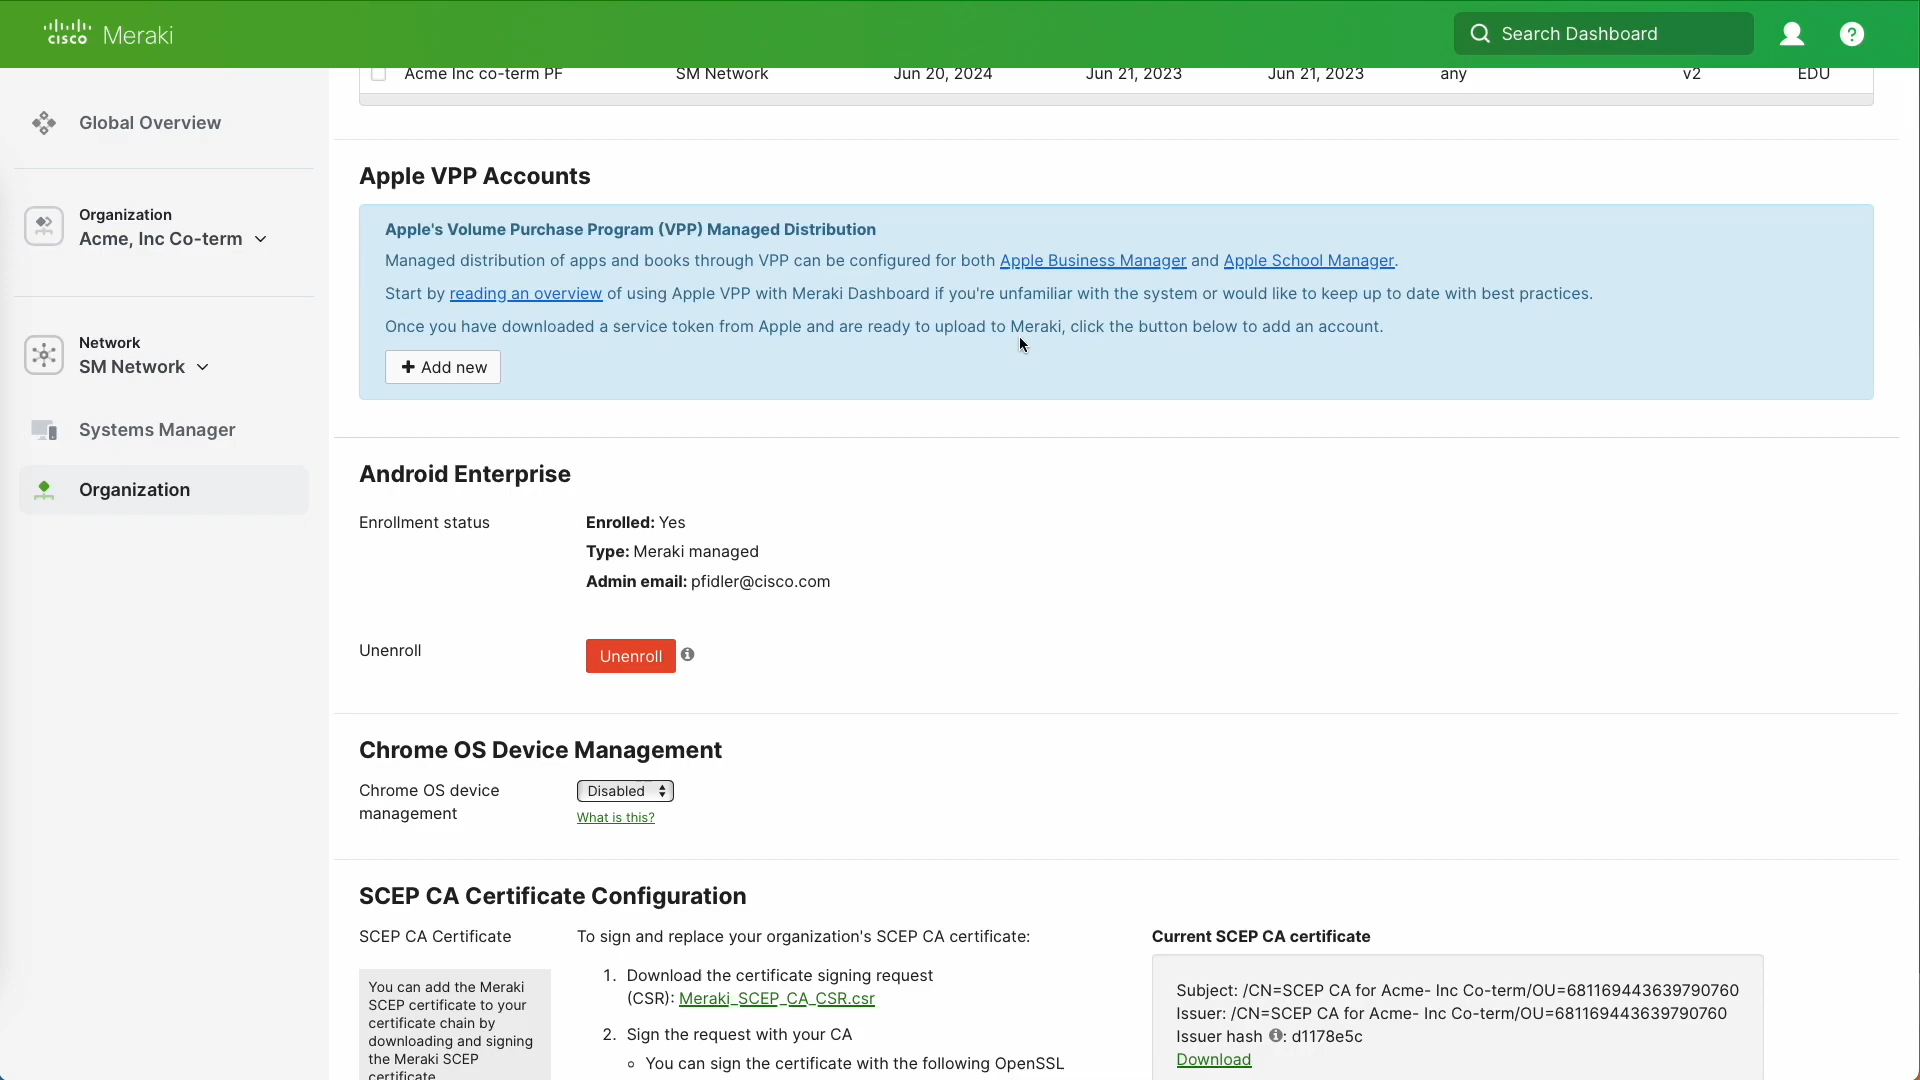 cisco Meraki
Search Dashboard
Acme Inc co-term PF SM Network Jun 20, 2024 Jun 21, 2023 Jun 21, 2023 any v2 EDU
Global Overview
Organization
Acme, Inc Co-term
Network
SM Network
Systems Manager
Organization
Apple VPP Accounts
Apple's Volume Purchase Program (VPP) Managed Distribution
Managed distribution of apps and books through VPP can be configured for both Apple Business Manager and Apple School Manager.
Start by reading an overview of using Apple VPP with Meraki Dashboard if you're unfamiliar with the system or would like to keep up to date with best practices.
Once you have downloaded a service token from Apple and are ready to upload to Meraki, click the button below to add an account.
+ Add new
Android Enterprise
Enrollment status
Enrolled: Yes
Type: Meraki managed
Admin email: pfidler@cisco.com
Unenroll
Unenroll
Chrome OS Device Management
Chrome OS device
management
Disabled
What is this?
SCEP CA Certificate Configuration
SCEP CA Certificate
You can add the Meraki
SCEP certificate to your
certificate chain by
downloading and signing
the Meraki SCEP
certificate
To sign and replace your organization's SCEP CA certificate:
1. Download the certificate signing request
(CSR): Meraki_SCEP_CA_CSR.csr
2. Sign the request with your CA
You can sign the certificate with the following OpenSSL
Current SCEP CA certificate
Subject: /CN=SCEP CA for Acme- Inc Co-term/OU=681169443639790760
Issuer: /CN=SCEP CA for Acme- Inc Co-term/OU=681169443639790760
Issuer hash : d1178e5c
Download